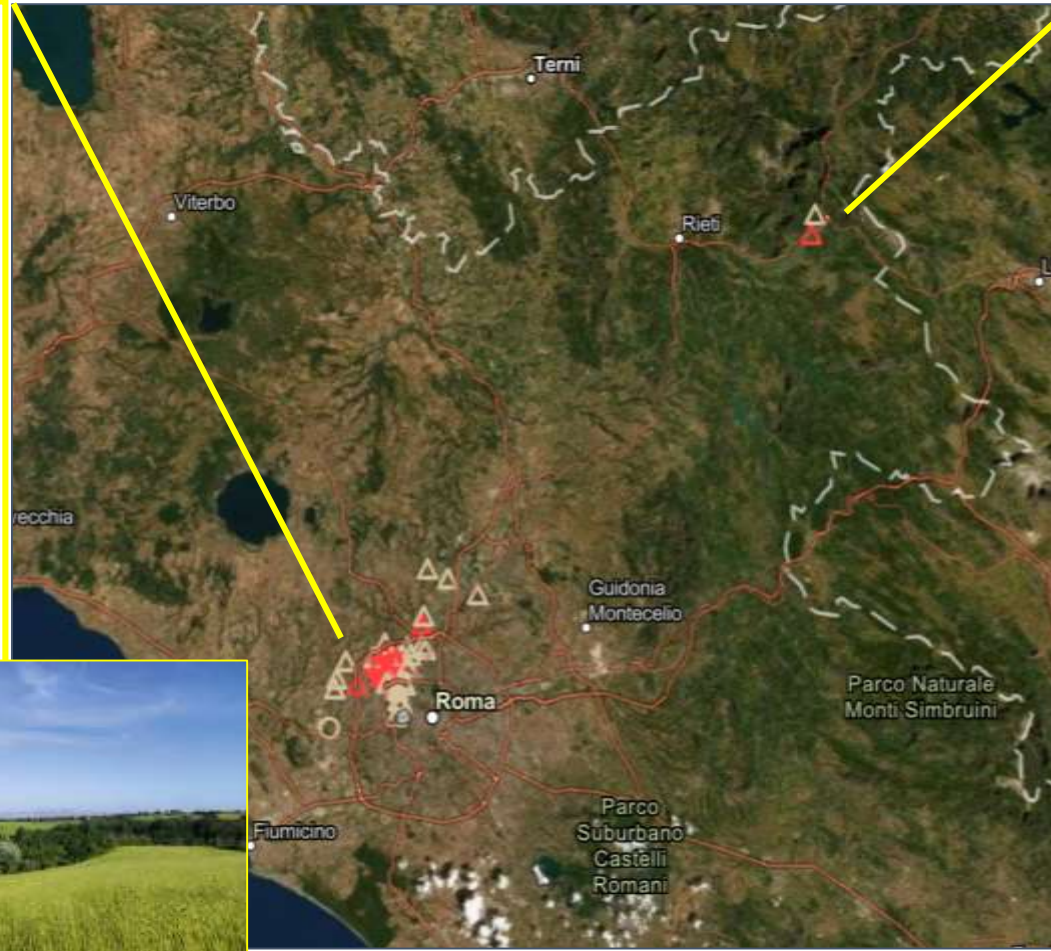 Terni
Viterbo
Rieti
L
vecchia
Guidonia
Montecelio
Roma
Parco Naturale
Monti Simbruini
Fiumicino
Parco
Suburbano
Castelli
Romani